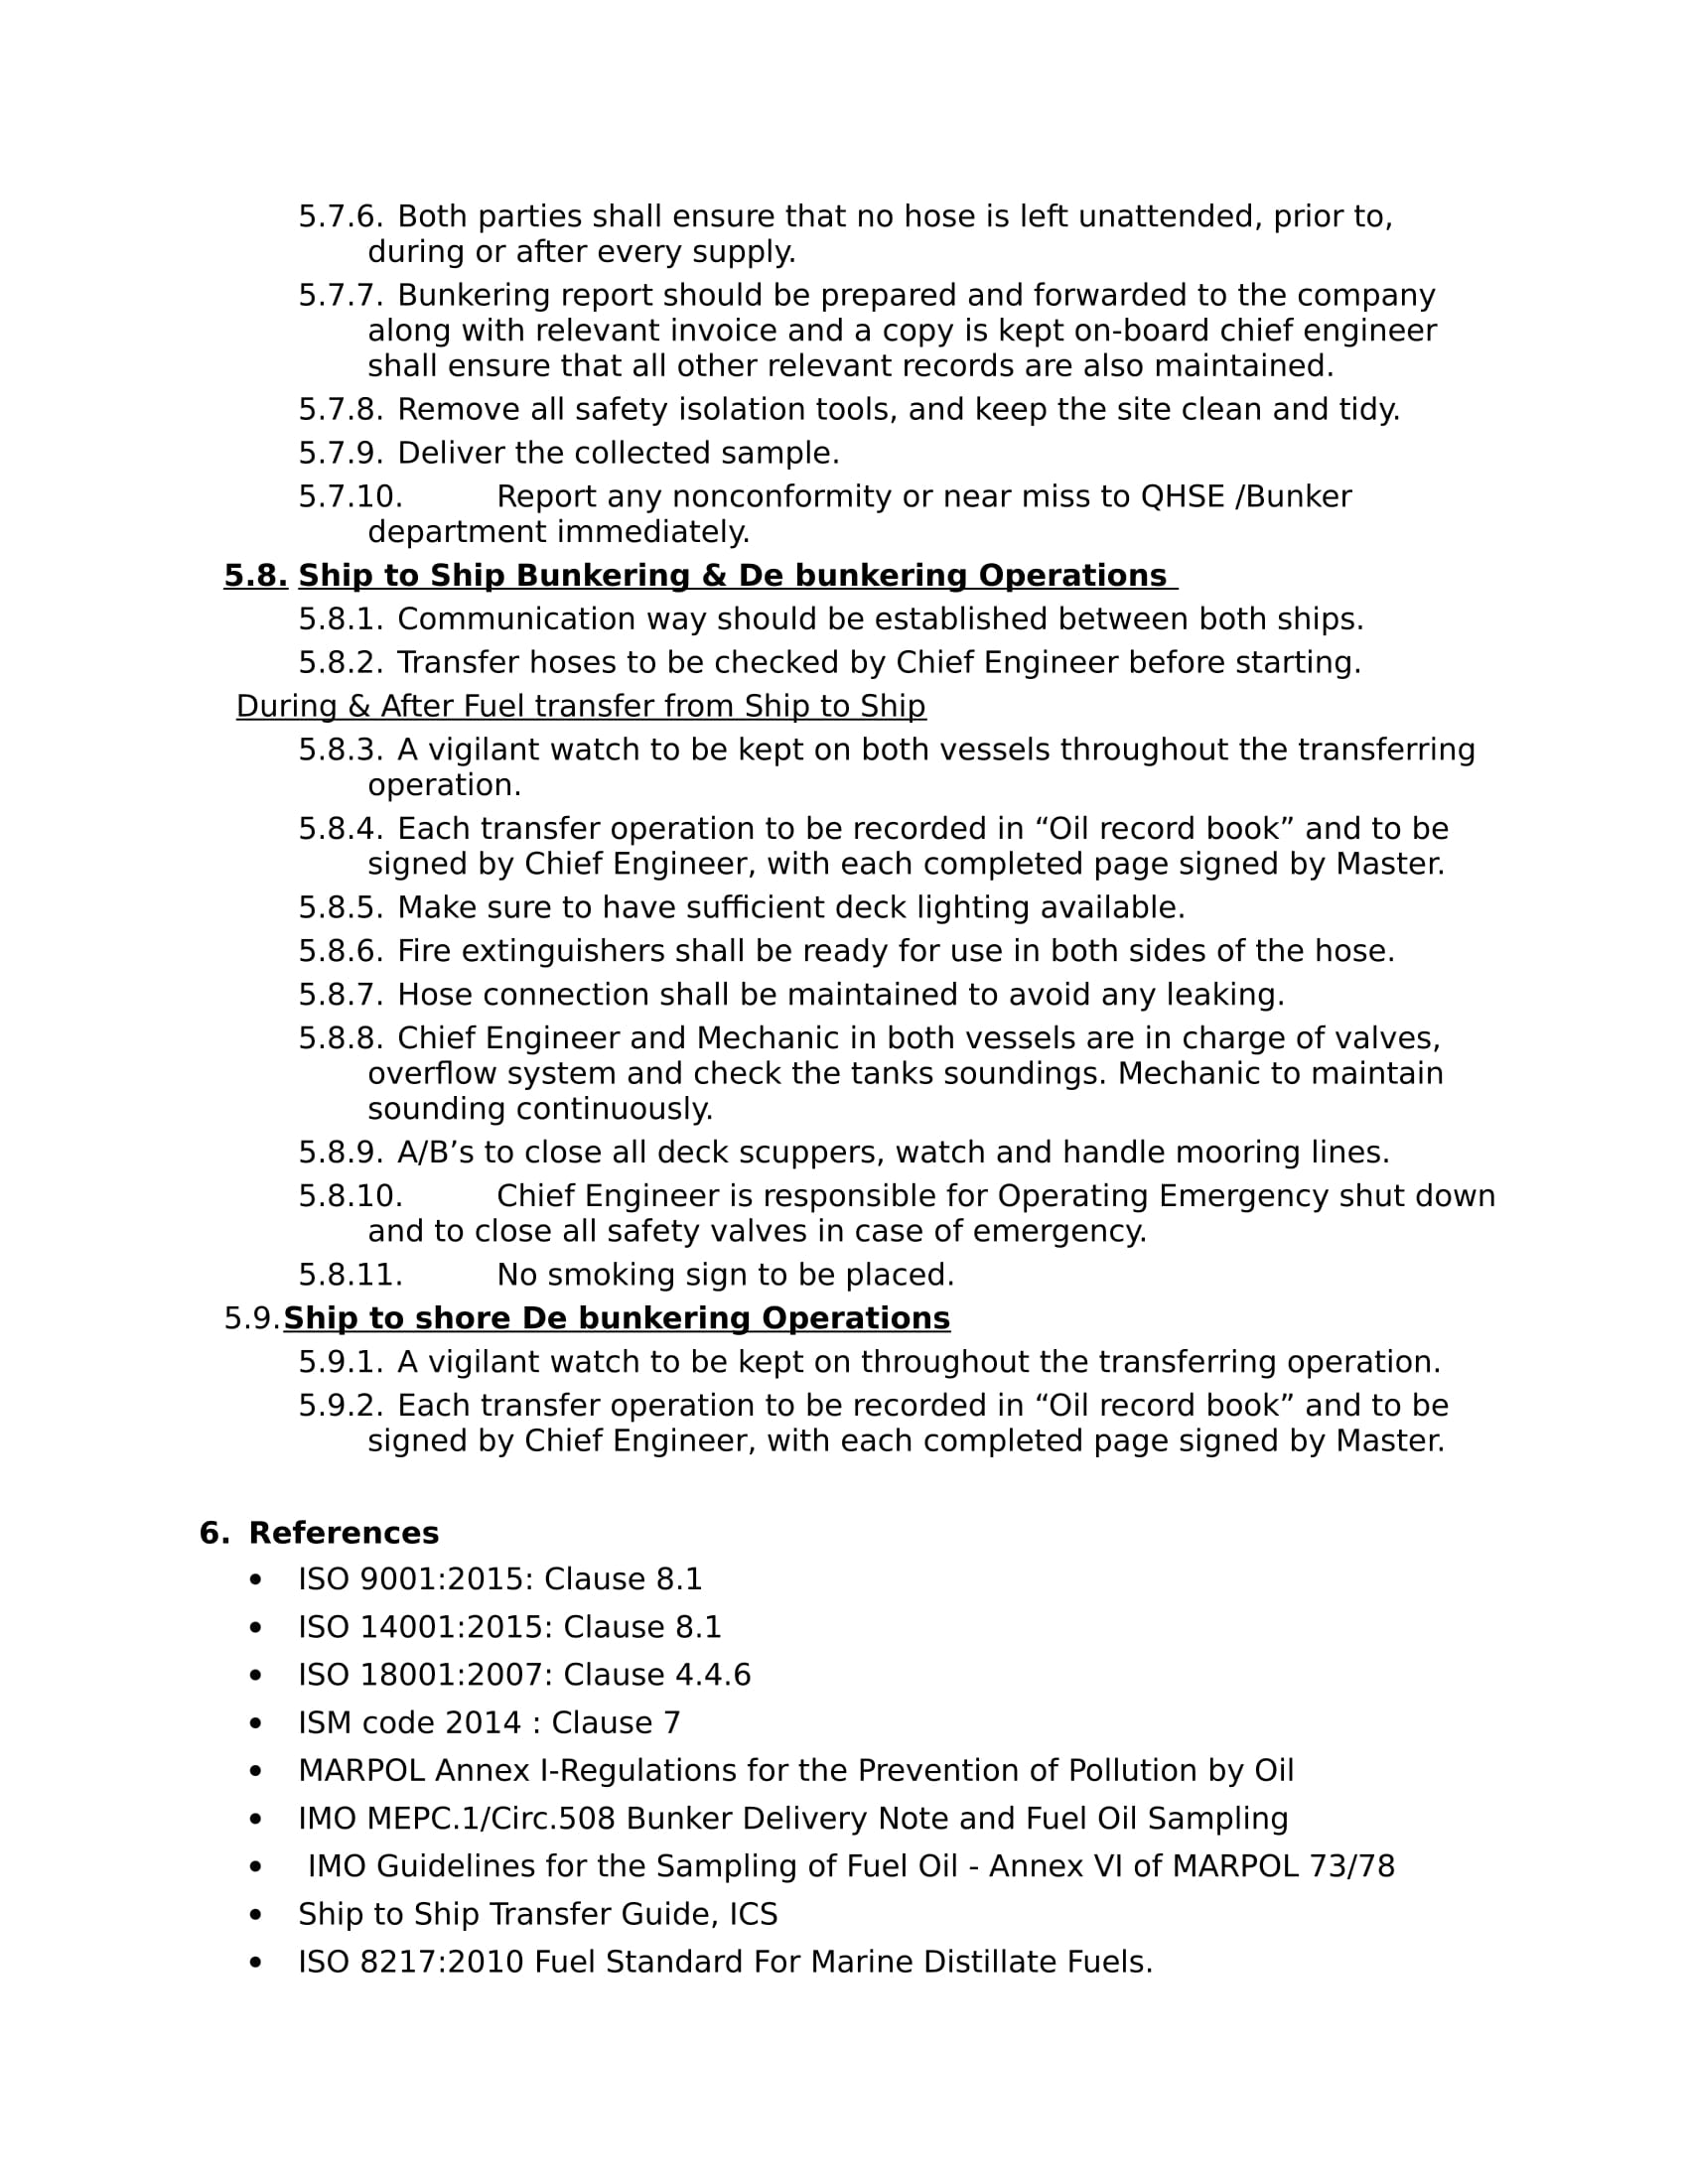 5.7.6. Both parties shall ensure that no hose is left unattended, prior to,
during or after every supply.
5.7.7. Bunkering report should be prepared and forwarded to the company
along with relevant invoice and a copy is kept on-board chief engineer
shall ensure that all other relevant records are also maintained.
5.7.8. Remove all safety isolation tools, and keep the site clean and tidy.
5.7.9. Deliver the collected sample.
5.7.10. Report any nonconformity or near miss to QHSE /Bunker
department immediately.
5.8. Ship to Ship Bunkering & De bunkering Operations
5.8.1. Communication way should be established between both ships.
5.8.2. Transfer hoses to be checked by Chief Engineer before starting.
During & After Fuel transfer from Ship to Ship
5.8.3. A vigilant watch to be kept on both vessels throughout the transferring
operation.
5.8.4. Each transfer operation to be recorded in “Oil record book” and to be
signed by Chief Engineer, with each completed page signed by Master.
5.8.5. Make sure to have sufficient deck lighting available.
5.8.6. Fire extinguishers shall be ready for use in both sides of the hose.
5.8.7. Hose connection shall be maintained to avoid any leaking.
5.8.8. Chief Engineer and Mechanic in both vessels are in charge of valves,
overflow system and check the tanks soundings. Mechanic to maintain
sounding continuously.
5.8.9. A/B’s to close all deck scuppers, watch and handle mooring lines.
5.8.10. Chief Engineer is responsible for Operating Emergency shut down
and to close all safety valves in case of emergency.
5.8.11. No smoking sign to be placed.
5.9. Ship to shore De bunkering Operations
5.9.1. A vigilant watch to be kept on throughout the transferring operation.
5.9.2. Each transfer operation to be recorded in “Oil record book” and to be
signed by Chief Engineer, with each completed page signed by Master.
6. References
• ISO 9001:2015: Clause 8.1
• ISO 14001:2015: Clause 8.1
• ISO 18001:2007: Clause 4.4.6
• ISM code 2014 : Clause 7
• MARPOL Annex I-Regulations for the Prevention of Pollution by Oil
• IMO MEPC.1/Circ.508 Bunker Delivery Note and Fuel Oil Sampling
• IMO Guidelines for the Sampling of Fuel Oil - Annex VI of MARPOL 73/78
• Ship to Ship Transfer Guide, ICS
• ISO 8217:2010 Fuel Standard For Marine Distillate Fuels.